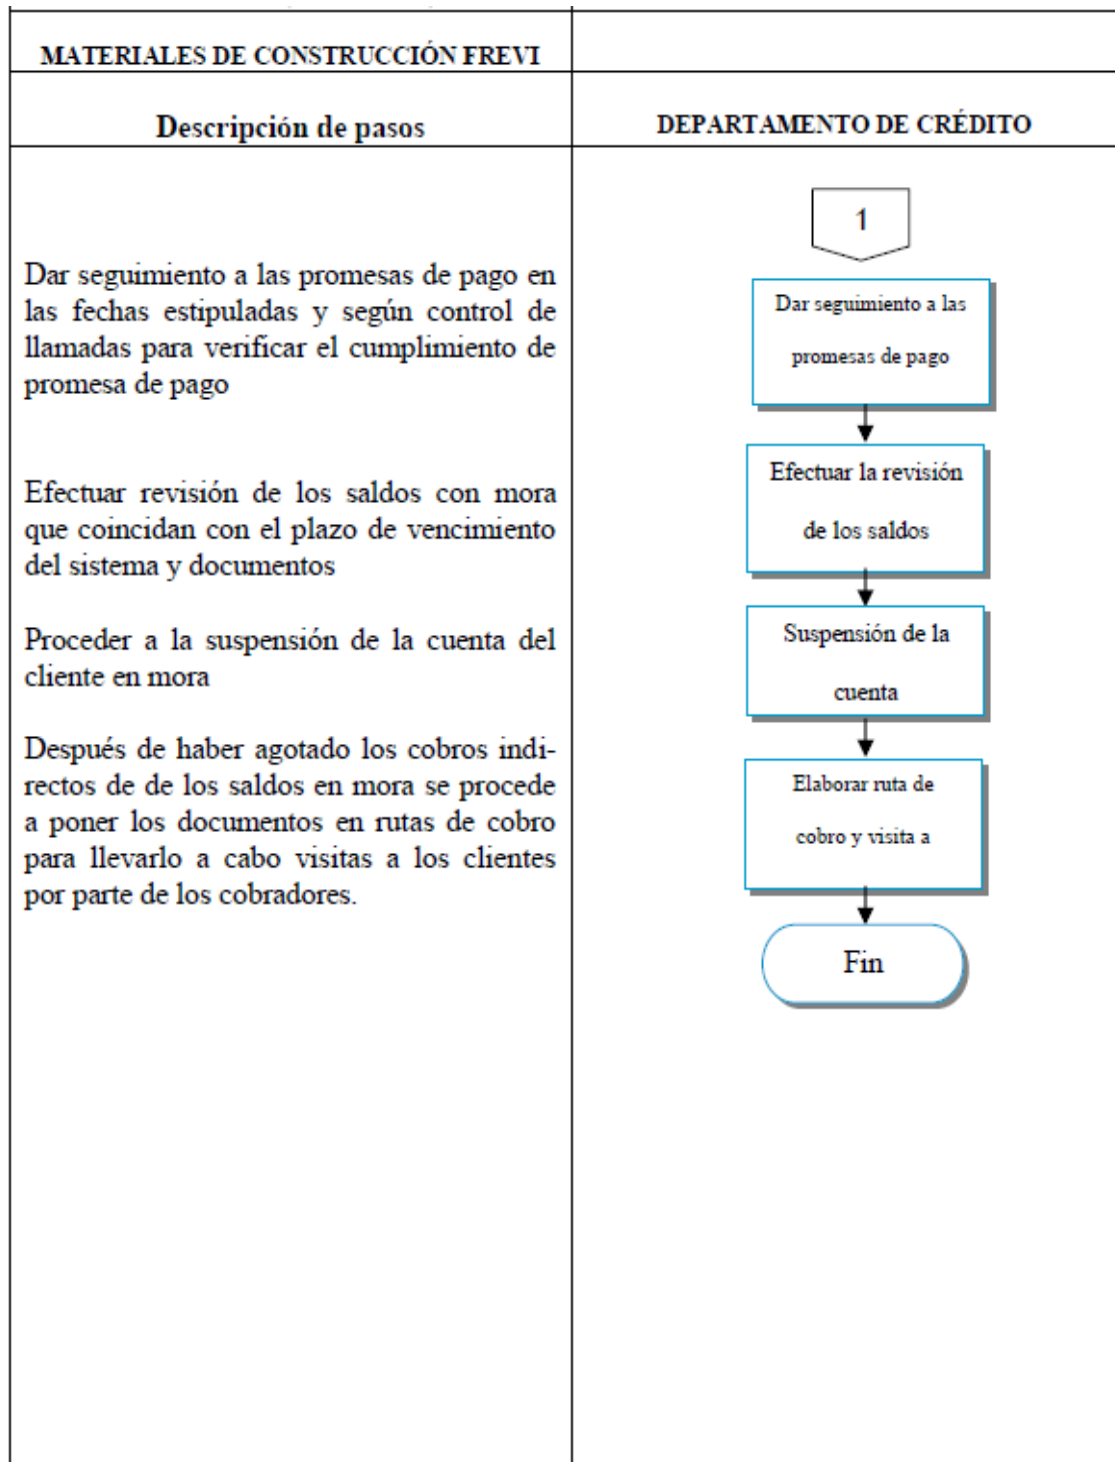 MATERIALES DE CONSTRUCCIÓN FREVI
Descripción de pasos
DEPARTAMENTO DE CRÉDITO
Dar seguimiento a las promesas de pago en
las fechas estipuladas y según control de
llamadas para verificar el cumplimiento de
promesa de pago
Efectuar revisión de los saldos con mora
que coincidan con el plazo de vencimiento
del sistema y documentos
Proceder a la suspensión de la cuenta del
cliente en mora
Después de haber agotado los cobros indi-
rectos de de los saldos en mora se procede
a poner los documentos en rutas de cobro
para llevarlo a cabo visitas a los clientes
por parte de los cobradores.
1
Dar seguimiento a las
promesas de pago
Efectuar la revisión
de los saldos
Suspensión de la
cuenta
Elaborar ruta de
cobro y visita a
Fin